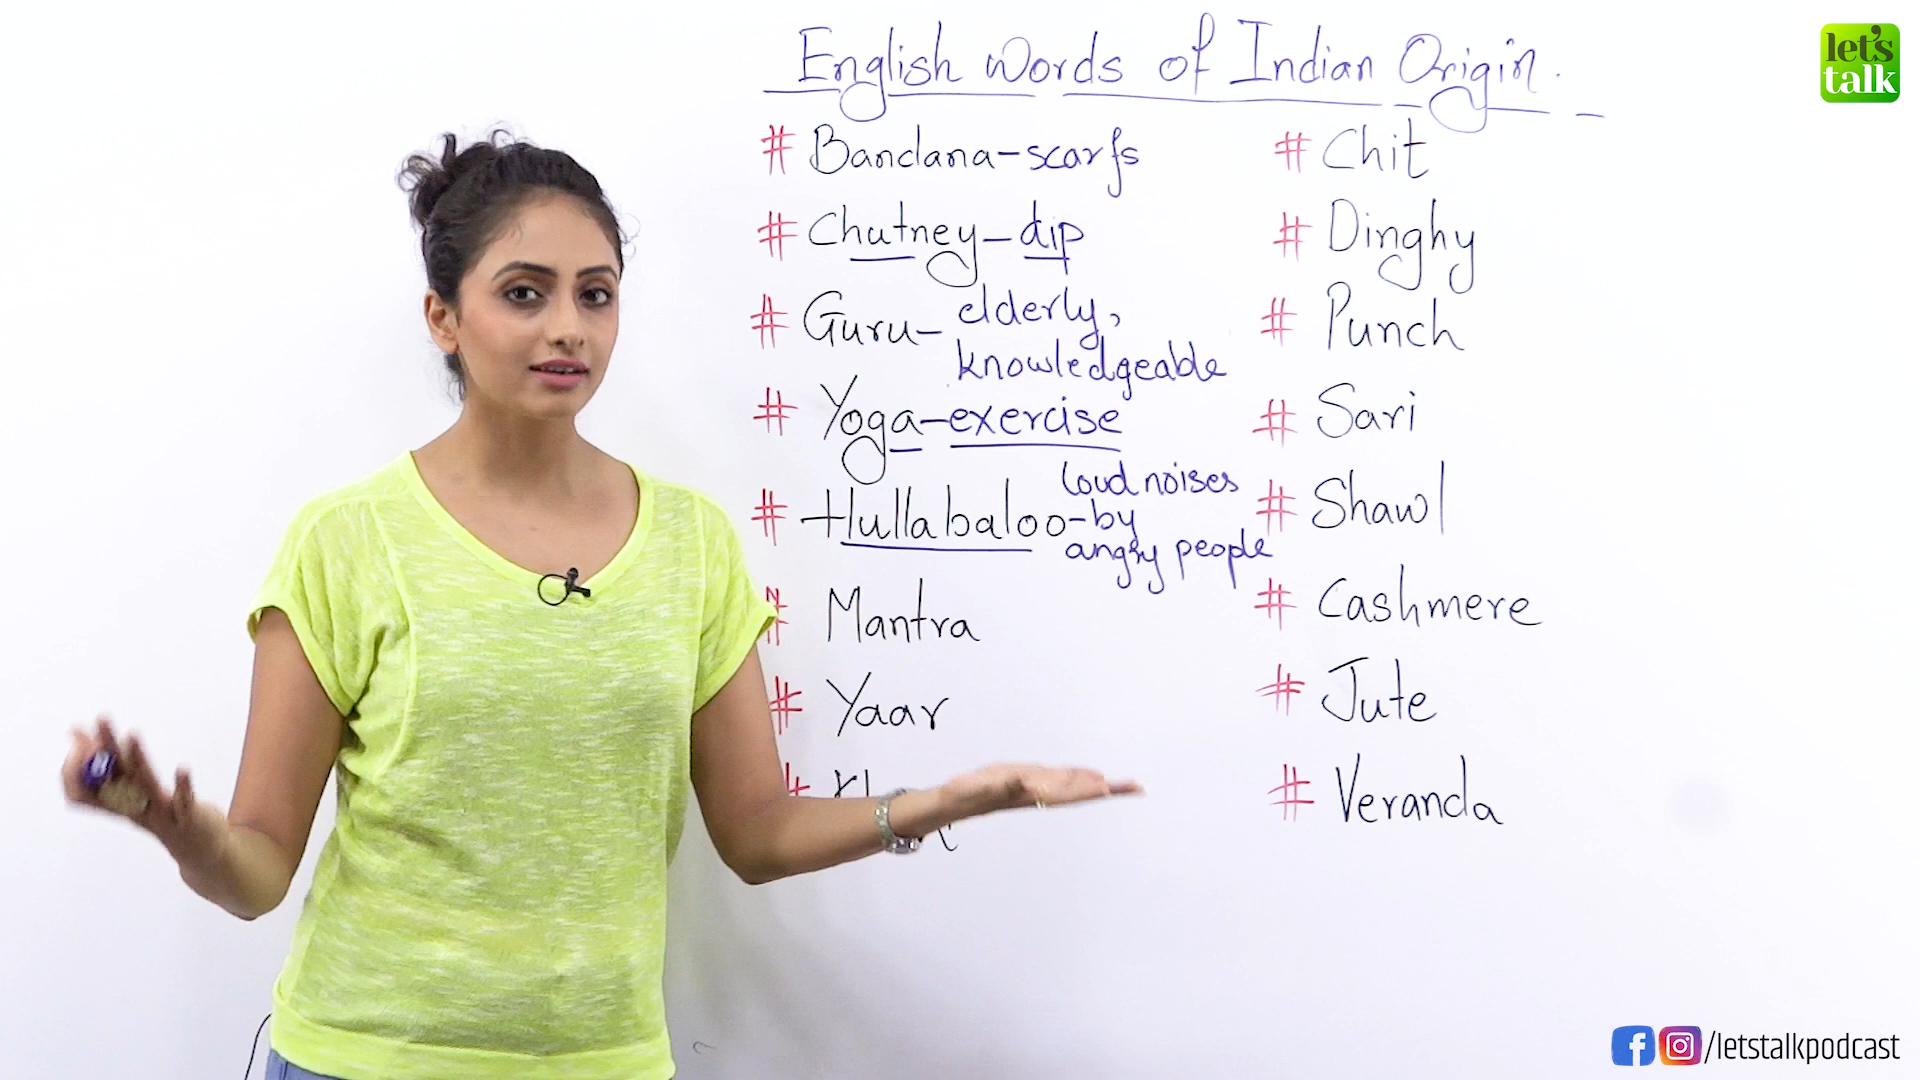 English Words of Indian Origin.
# Bandana - scarfs
# Chutney - dip
# Guru - elderly,
knowledgeable
# Yoga - exercise
# Hullabaloo - loud noises
by
angry people
# Mantra
# Yaar
#
# Chit
# Dinghy
# Punch
# Sari
# Shawl
# Cashmere
# Jute
# Veranda
let's
talk
/letstalkpodcast